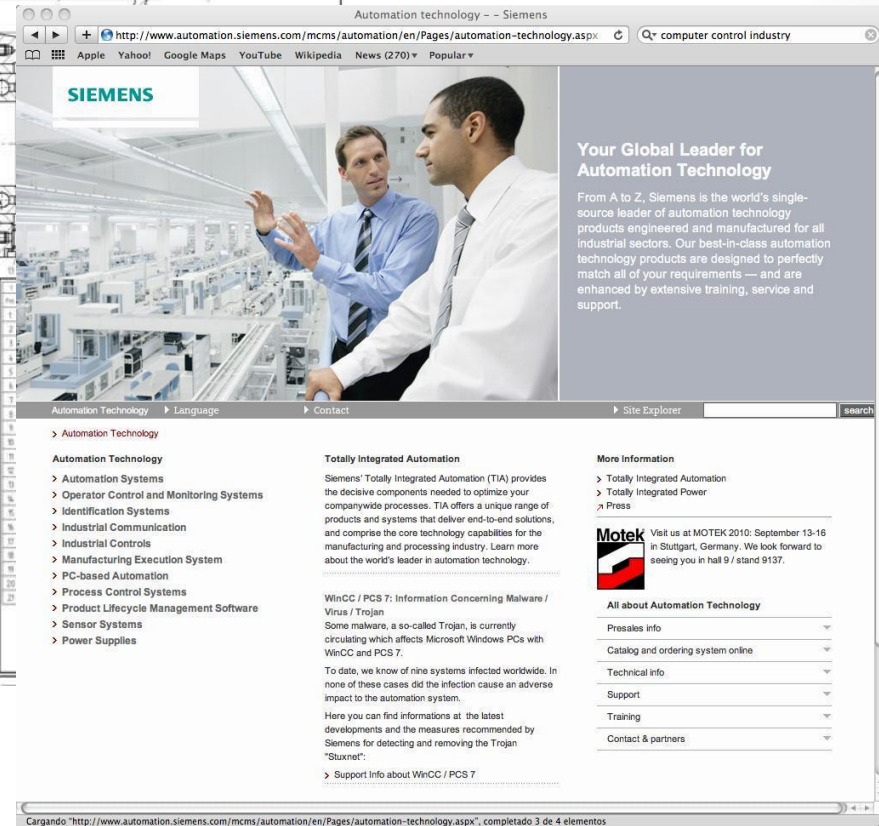 Automation technology – – Siemens
http://www.automation.siemens.com/mcms/automation/en/Pages/automation-technology.aspx
computer control industry
Apple Yahoo! Google Maps YouTube Wikipedia News (270) Popular
SIEMENS
Your Global Leader for
Automation Technology
From A to Z, Siemens is the world's single-
source leader of automation technology
products engineered and manufactured for all
industrial sectors. Our best-in-class automation
technology products are designed to perfectly
match all of your requirements — and are
enhanced by extensive training, service and
support.
Automation Technology Language Contact Site Explorer search
> Automation Technology
Automation Technology
> Automation Systems
> Operator Control and Monitoring Systems
> Identification Systems
> Industrial Communication
> Industrial Controls
> Manufacturing Execution System
> PC-based Automation
> Process Control Systems
> Product Lifecycle Management Software
> Sensor Systems
> Power Supplies
Totally Integrated Automation
Siemens' Totally Integrated Automation (TIA) provides
the decisive components needed to optimize your
companywide processes. TIA offers a unique range of
products and systems that deliver end-to-end solutions,
and comprise the core technology capabilities for the
manufacturing and processing industry. Learn more
about the world's leader in automation technology.
WinCC / PCS 7: Information Concerning Malware /
Virus / Trojan
Some malware, a so-called Trojan, is currently
circulating which affects Microsoft Windows PCs with
WinCC and PCS 7.
To date, we know of nine systems infected worldwide. In
none of these cases did the infection cause an adverse
impact to the automation system.
Here you can find informations at the latest
developments and the measures recommended by
Siemens for detecting and removing the Trojan
"Stuxnet":
> Support Info about WinCC / PCS 7
More Information
> Totally Integrated Automation
> Totally Integrated Power
Press
Motek
Visit us at MOTEK 2010: September 13-16
in Stuttgart, Germany. We look forward to
seeing you in hall 9 / stand 9137.
All about Automation Technology
Presales info
Catalog and ordering system online
Technical info
Support
Training
Contact & partners
Cargando "http://www.automation.siemens.com/mcms/automation/en/Pages/automation-technology.aspx", completado 3 de 4 elementos